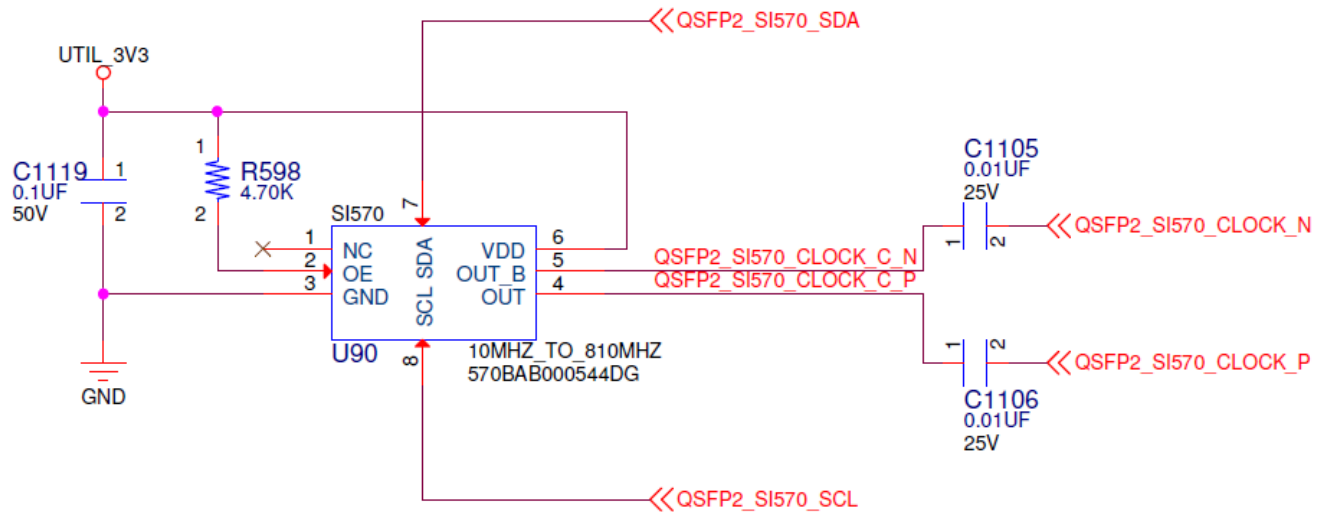 QSFP2_SI570_SDA
UTIL_3V3
C1119
0.1UF
50V
1
2
1
R598
4.70K
2
SI570
7
1
NC
2
OE
3
GND
SCL SDA
VDD
6
OUT_B
5
OUT
4
U90
8
10MHZ_TO_810MHZ
570BAB000544DG
QSFP2_SI570_CLOCK_C_N
QSFP2_SI570_CLOCK_C_P
C1105
0.01UF
25V
1
2
QSFP2_SI570_CLOCK_N
1
2
QSFP2_SI570_CLOCK_P
C1106
0.01UF
25V
GND
QSFP2_SI570_SCL